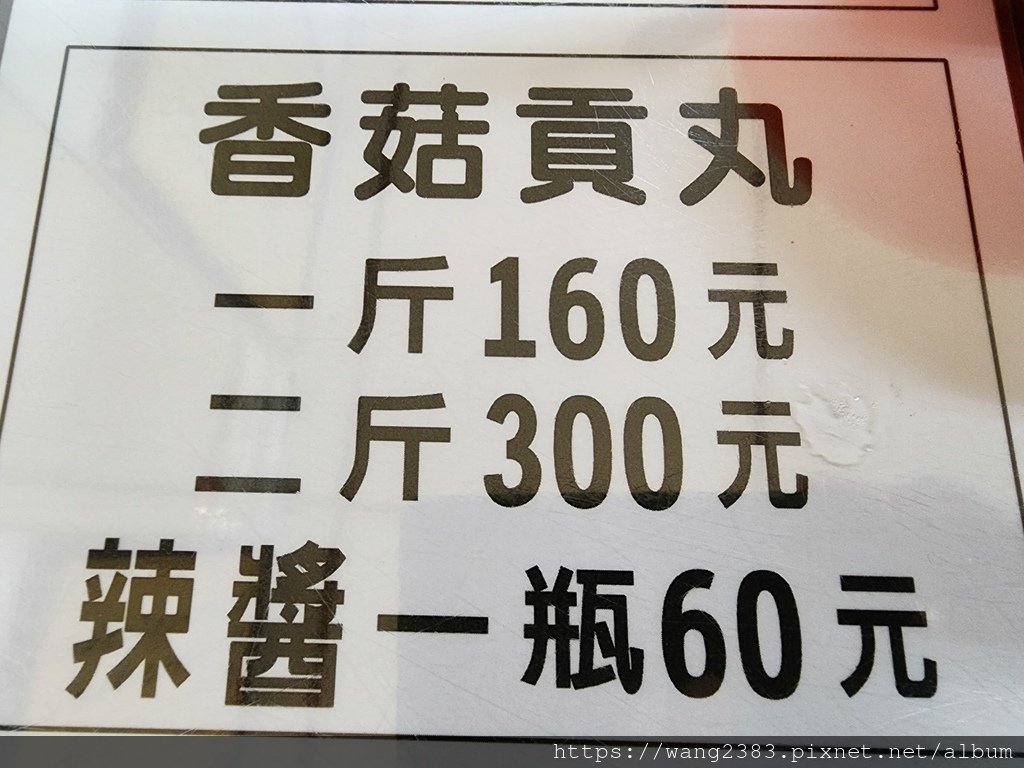 香菇貢丸
一斤160元
二斤300元
辣醬一瓶60元
https://wang2383.pixnet.net/album